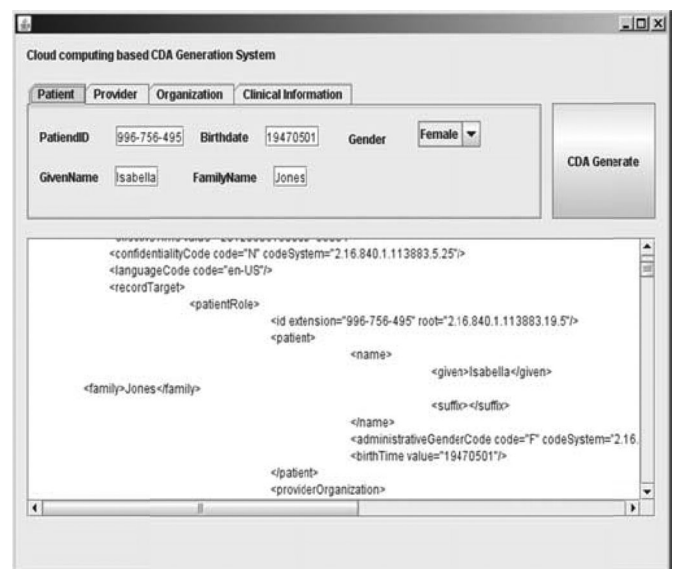 Cloud computing based CDA Generation System
Patient Provider Organization Clinical Information
PatiendID 996-756-495 Birthdate 19470501 Gender Female
CDA Generate
GivenName Isabella FamilyName Jones
<confidentialityCode code="N" codeSystem="2.16.840.1.113883.5.25"/>
<languageCode code="en-US"/>
<recordTarget>
<patientRole>
<id extension="996-756-495" root="2.16.840.1.113883.19.5"/>
<patient>
<name>
<given>Isabella</given>
<family>Jones</family>
<suffix></suffix>
</name>
<administrativeGenderCode code="F" codeSystem="2.16.
<birthTime value="19470501"/>
</patient>
<providerOrganization>